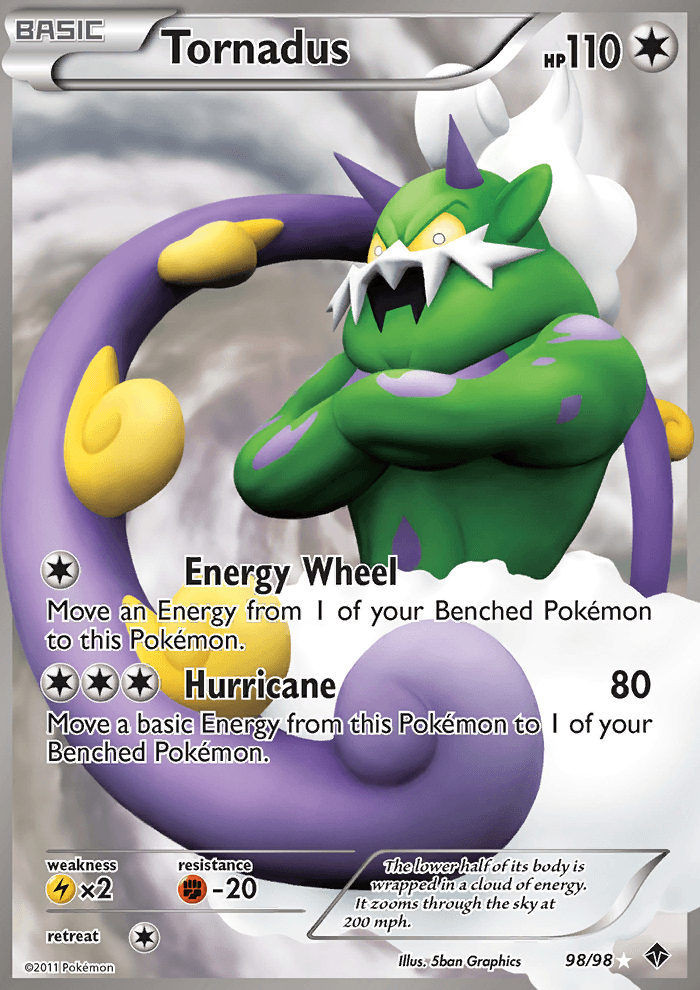 BASIC
Tornadus
HP110
Energy Wheel
Move an Energy from 1 of your Benched Pokémon
to this Pokémon.
Hurricane 80
Move a basic Energy from this Pokémon to 1 of your
Benched Pokémon.
weakness
×2
resistance
-20
The lower half of its body is
wrapped in a cloud of energy.
It zooms through the sky at
200 mph.
retreat
©2011 Pokémon
Illus. 5ban Graphics
98/98